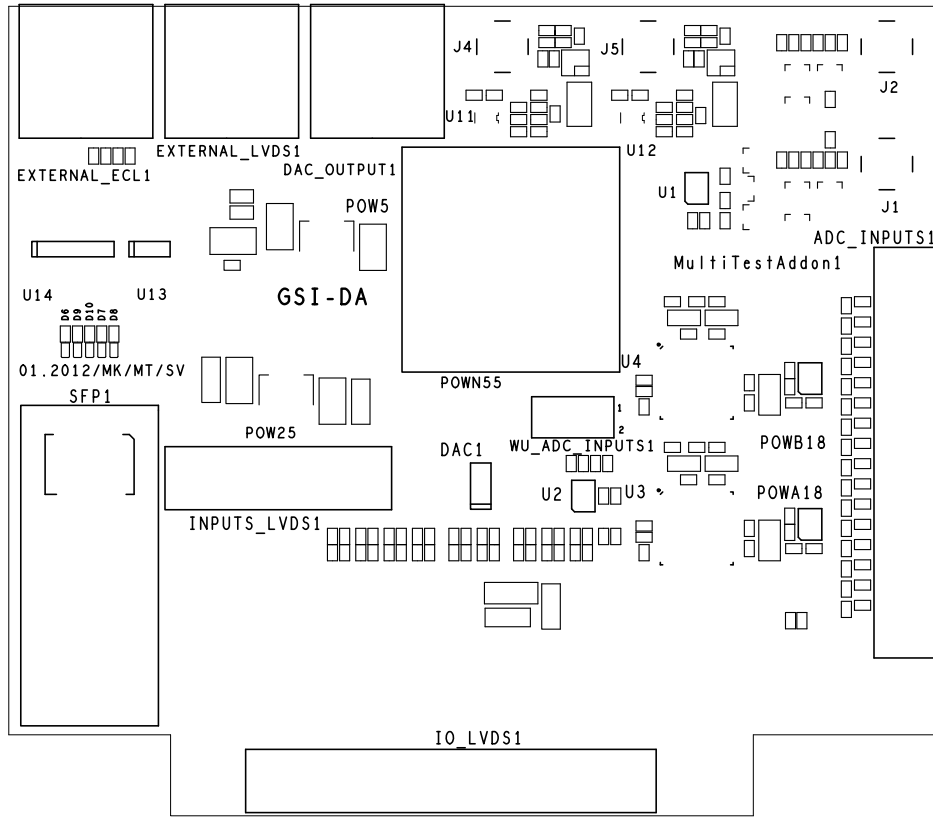 J4
J5
J2
U11
EXTERNAL_LVDS1
U12
EXTERNAL_ECL1
DAC_OUTPUT1
U1
POW5
J1
ADC_INPUTS1
MultiTestAddon1
U14
U13
GSI-DA
D6
D9
D10
D7
D8
U4
01.2012/MK/MT/SV
POWN55
SFP1
1
2
POW25
DAC1
WU_ADC_INPUTS1
POWB18
U2
U3
POWA18
INPUTS_LVDS1
IO_LVDS1